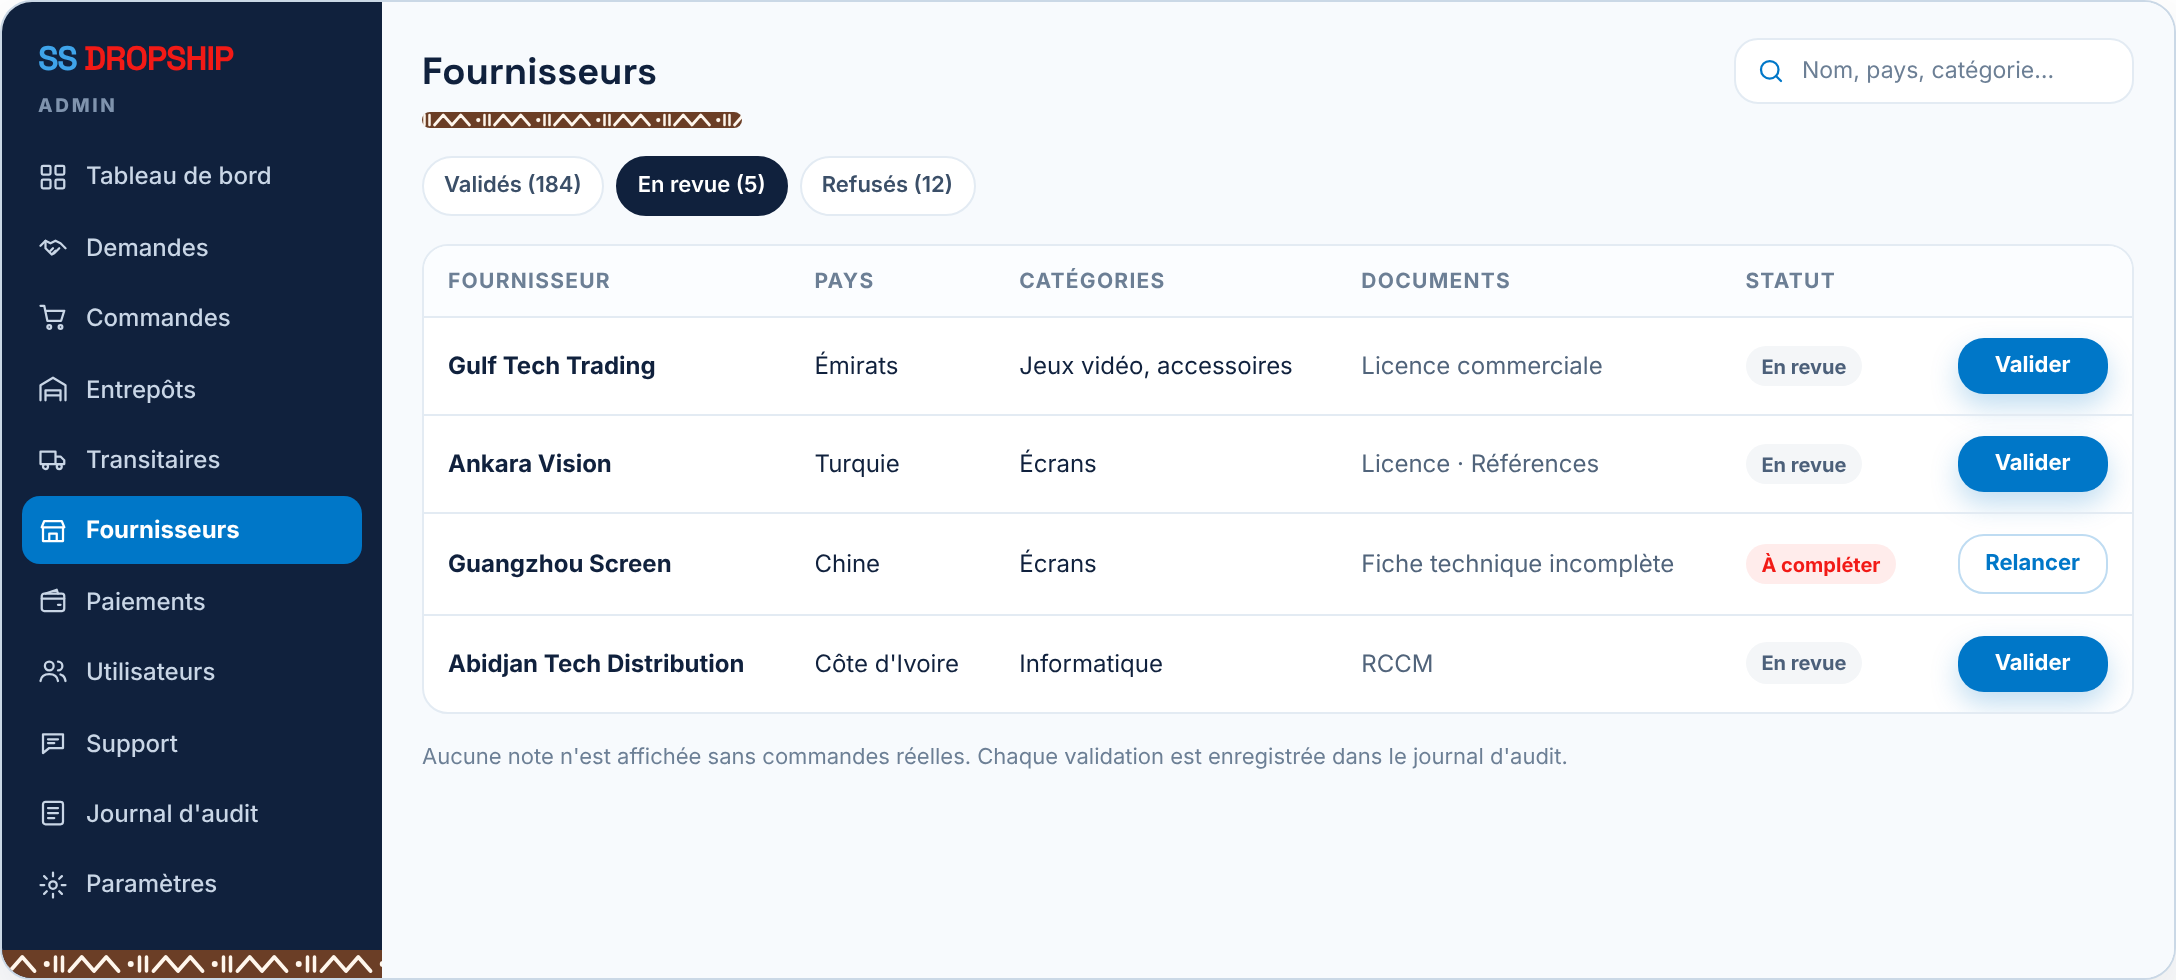 SS DROPSHIP
ADMIN
Tableau de bord
Demandes
Commandes
Entrepôts
Transitaires
Fournisseurs
Paiements
Utilisateurs
Support
Journal d'audit
Paramètres
Fournisseurs
Nom, pays, catégorie...
Validés (184) En revue (5) Refusés (12)
FOURNISSEUR PAYS CATÉGORIES DOCUMENTS STATUT
Gulf Tech Trading Émirats Jeux vidéo, accessoires Licence commerciale En revue Valider
Ankara Vision Turquie Écrans Licence · Références En revue Valider
Guangzhou Screen Chine Écrans Fiche technique incomplète À compléter Relancer
Abidjan Tech Distribution Côte d'Ivoire Informatique RCCM En revue Valider
Aucune note n'est affichée sans commandes réelles. Chaque validation est enregistrée dans le journal d'audit.